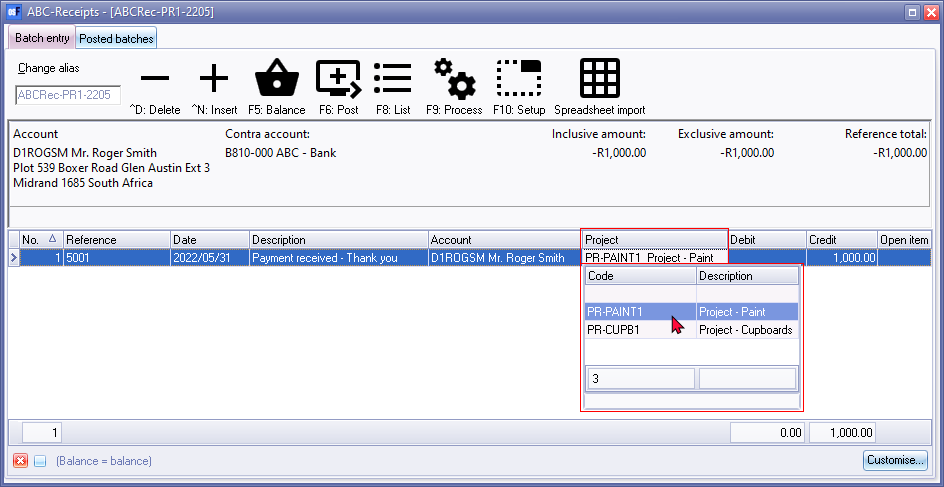 ABC-Receipts - [ABCRec-PR1-2205]
Batch entry Posted batches
Change alias
ABCRec-PR1-2205
^D: Delete ^N: Insert F5: Balance F6: Post F8: List F9: Process F10: Setup Spreadsheet import
Account Contra account: Inclusive amount: Exclusive amount: Reference total:
D1ROGSM Mr. Roger Smith B810-000 ABC - Bank -R1,000.00 -R1,000.00 -R1,000.00
Plot 539 Boxer Road Glen Austin Ext 3
Midrand 1685 South Africa
No. Reference Date Description Account Project Debit Credit Open item
1 5001 2022/05/31 Payment received - Thank you D1ROGSM Mr. Roger Smith PR-PAINT1 Project - Paint 1,000.00
Code Description
PR-PAINT1 Project - Paint
PR-CUPB1 Project - Cupboards
3
1 0.00 1,000.00
(Balance = balance) Customise...